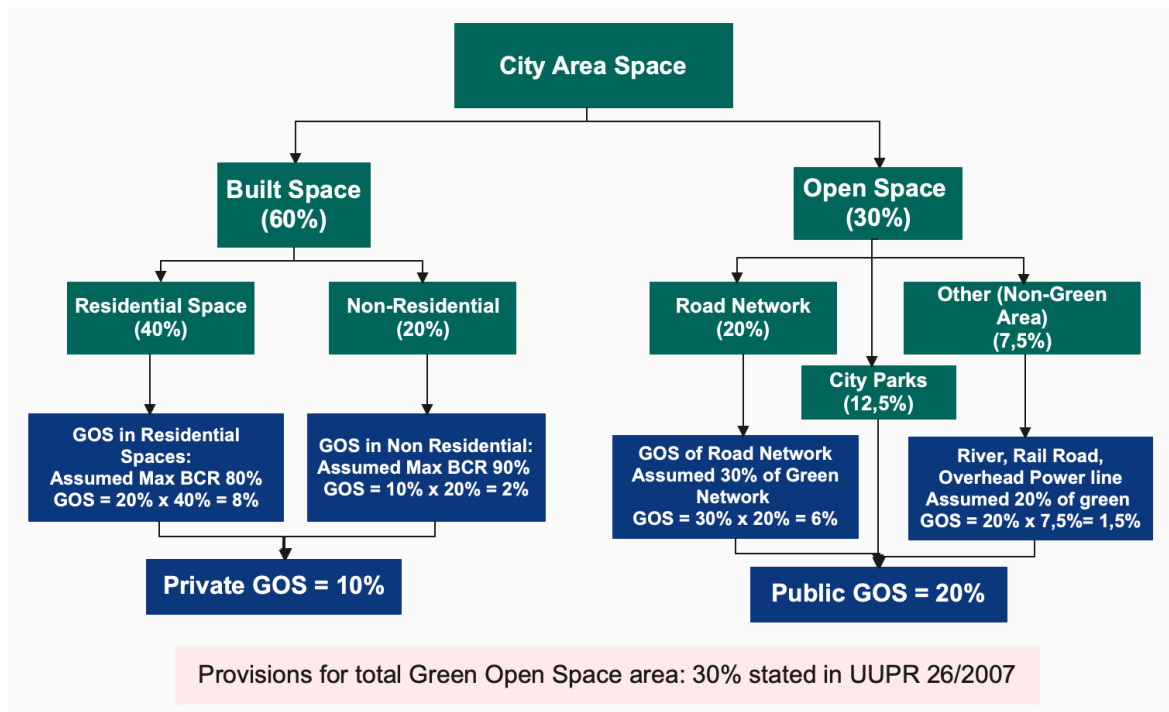 City Area Space
Built Space
(60%)
Open Space
(30%)
Residential Space
(40%)
Non-Residential
(20%)
Road Network
(20%)
Other (Non-Green
Area)
(7,5%)
City Parks
(12,5%)
GOS in Residential
Spaces:
Assumed Max BCR 80%
GOS = 20% x 40% = 8%
GOS in Non Residential:
Assumed Max BCR 90%
GOS = 10% x 20% = 2%
GOS of Road Network
Assumed 30% of Green
Network
GOS = 30% x 20% = 6%
River, Rail Road,
Overhead Power line
Assumed 20% of green
GOS = 20% x 7,5%= 1,5%
Private GOS = 10%
Public GOS = 20%
Provisions for total Green Open Space area: 30% stated in UUPR 26/2007